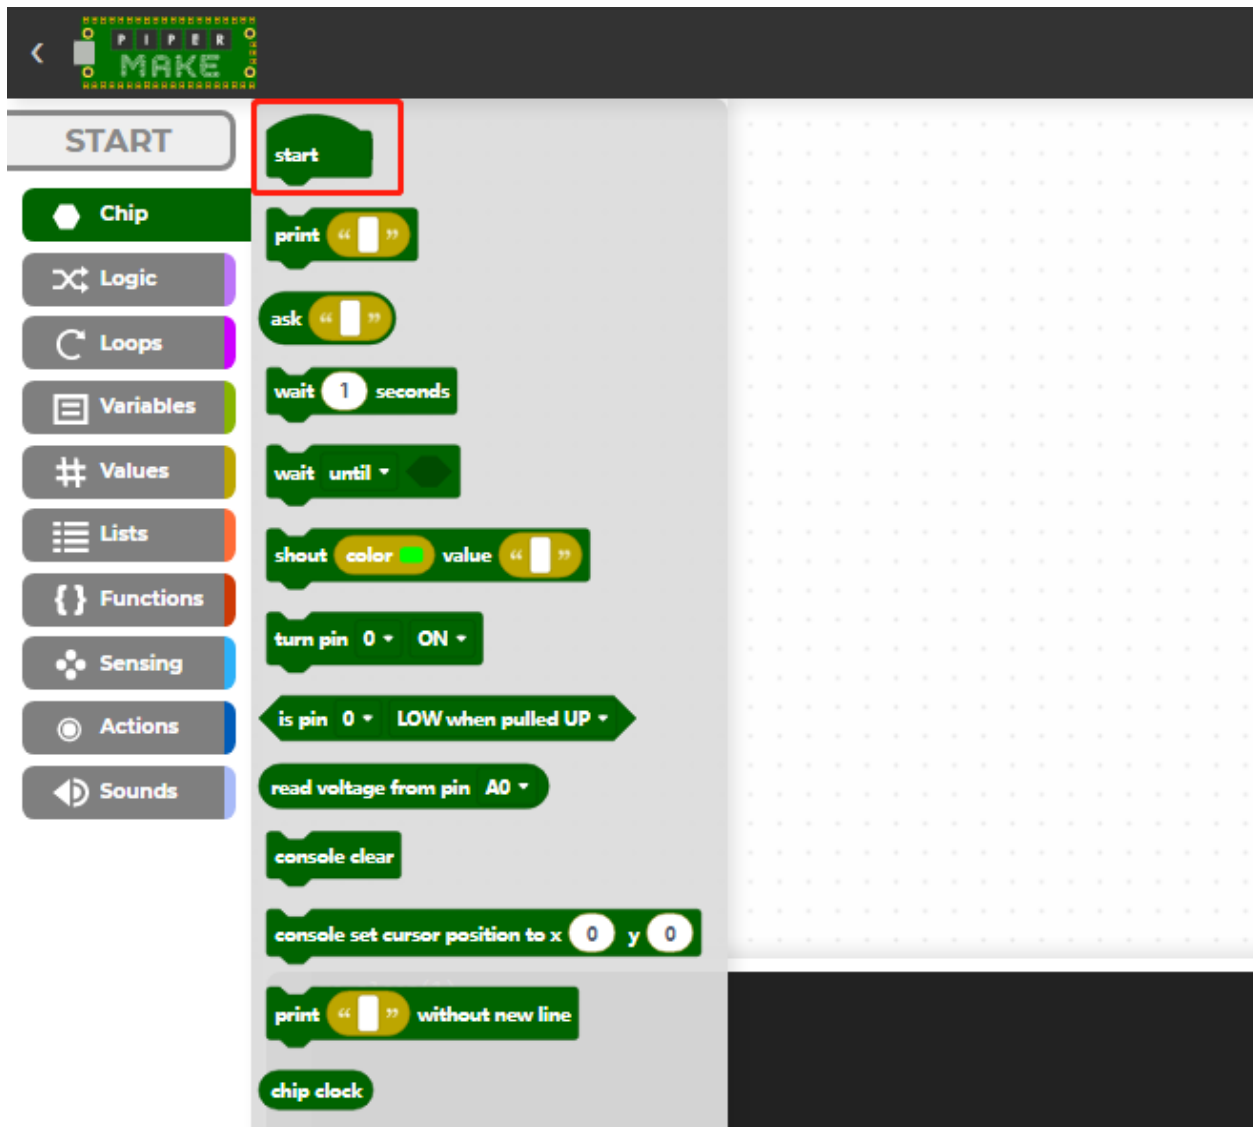 PIPER
MAKE
START
Chip
Logic
Loops
Variables
Values
Lists
Functions
Sensing
Actions
Sounds
start
print “ ”
ask “ ”
wait 1 seconds
wait until
shout color value “ ”
turn pin 0 ON
is pin 0 LOW when pulled UP
read voltage from pin A0
console clear
console set cursor position to x 0 y 0
print “ ” without new line
chip clock